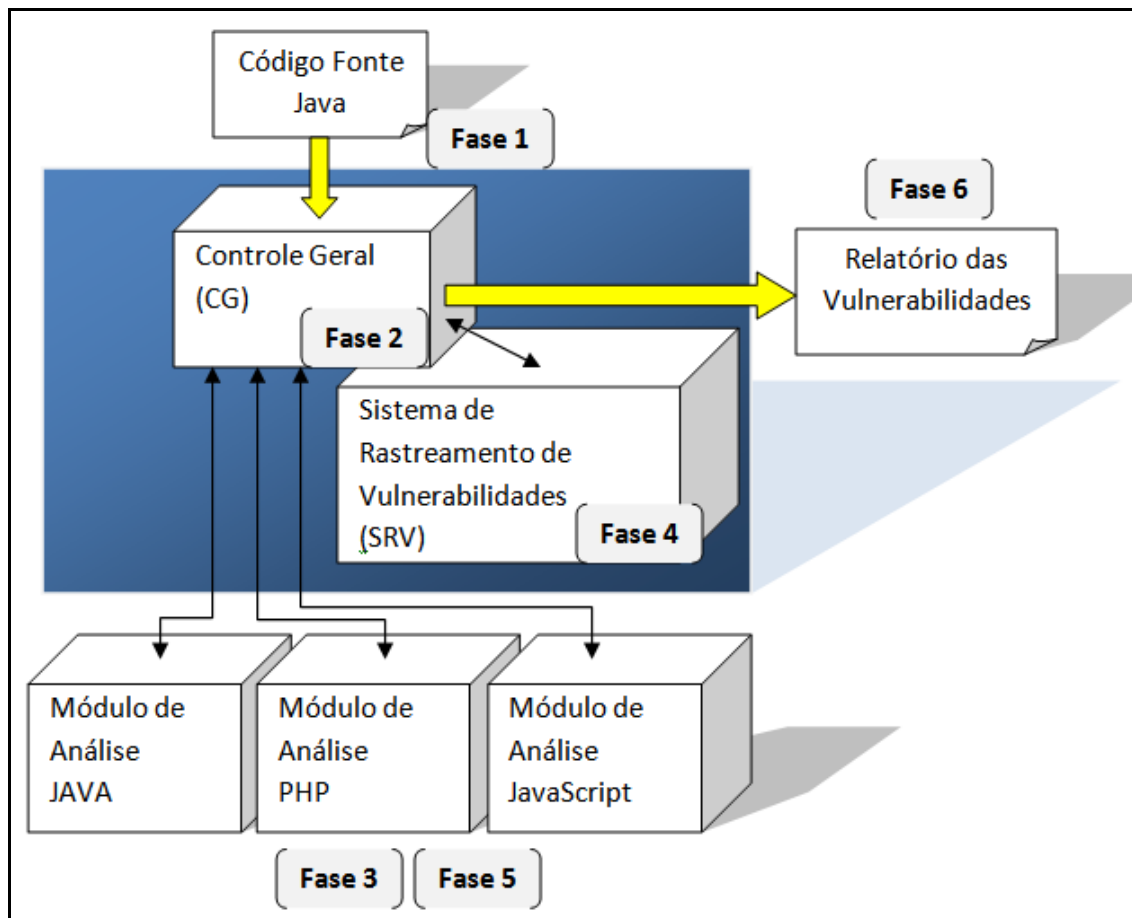 Código Fonte
Java
Fase 1
Fase 6
Controle Geral
(CG)
Fase 2
Relatório das
Vulnerabilidades
Sistema de
Rastreamento de
Vulnerabilidades
(SRV)
Fase 4
Módulo de
Análise
JAVA
Módulo de
Análise
PHP
Módulo de
Análise
JavaScript
Fase 3
Fase 5